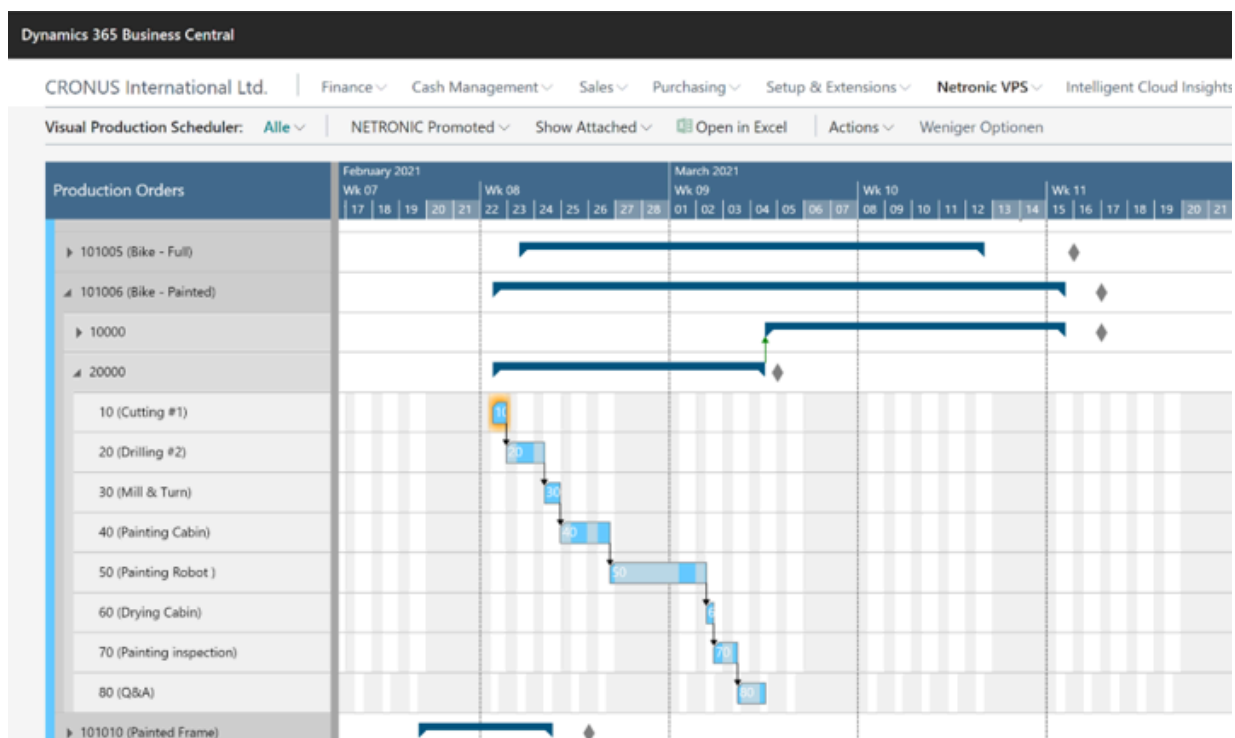 Dynamics 365 Business Central
CRONUS International Ltd. Finance Cash Management Sales Purchasing Setup & Extensions Netronic VPS Intelligent Cloud Insights
Visual Production Scheduler: Alle NETRONIC Promoted Show Attached Open in Excel Actions Weniger Optionen
February 2021 March 2021
Production Orders
Wk 07 Wk 08 Wk 09 Wk 10 Wk 11
17 18 19 20 21 22 23 24 25 26 27 28 01 02 03 04 05 06 07 08 09 10 11 12 13 14 15 16 17 18 19 20 21
101005 (Bike - Full)
101006 (Bike - Painted)
10000
20000
10 (Cutting #1) 10
20 (Drilling #2) 20
30 (Mill & Turn) 30
40 (Painting Cabin) 40
50 (Painting Robot ) 50
60 (Drying Cabin) 6
70 (Painting inspection) 70
80 (Q&A) 80
101010 (Painted Frame)